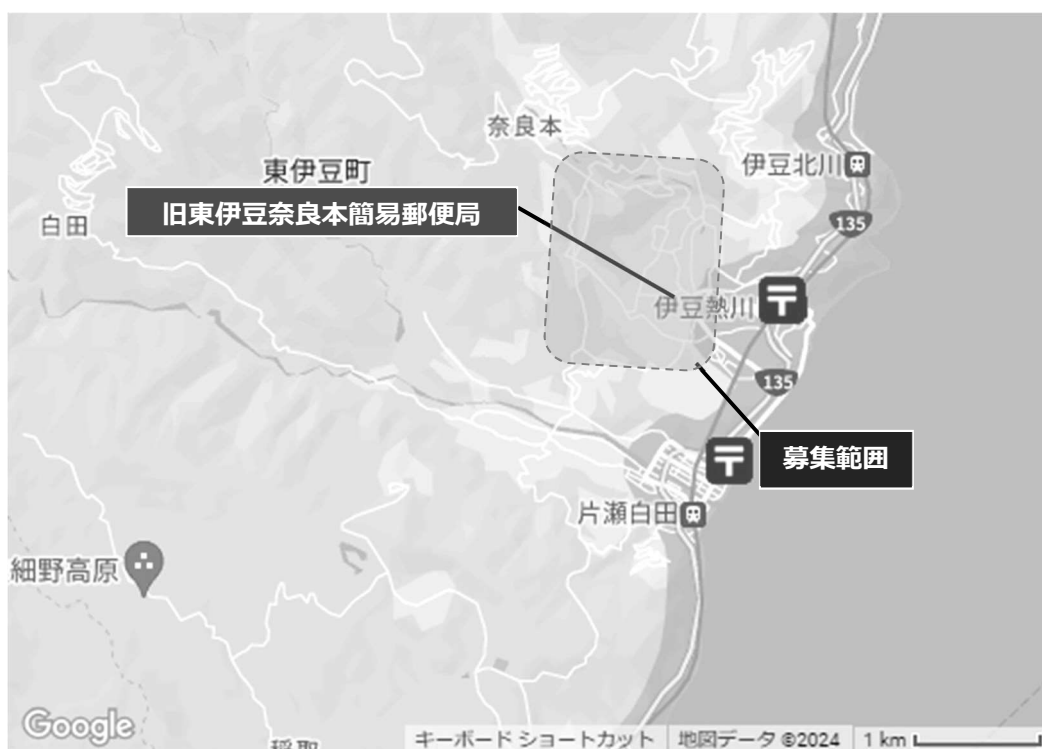 奈良本
東伊豆町
伊豆北川
旧東伊豆奈良本簡易郵便局
白田
135
伊豆熱川
〒
135
募集範囲
〒
片瀬白田
細野高原
Google
稲取
キーボード ショートカット
地図データ ©2024
1 km